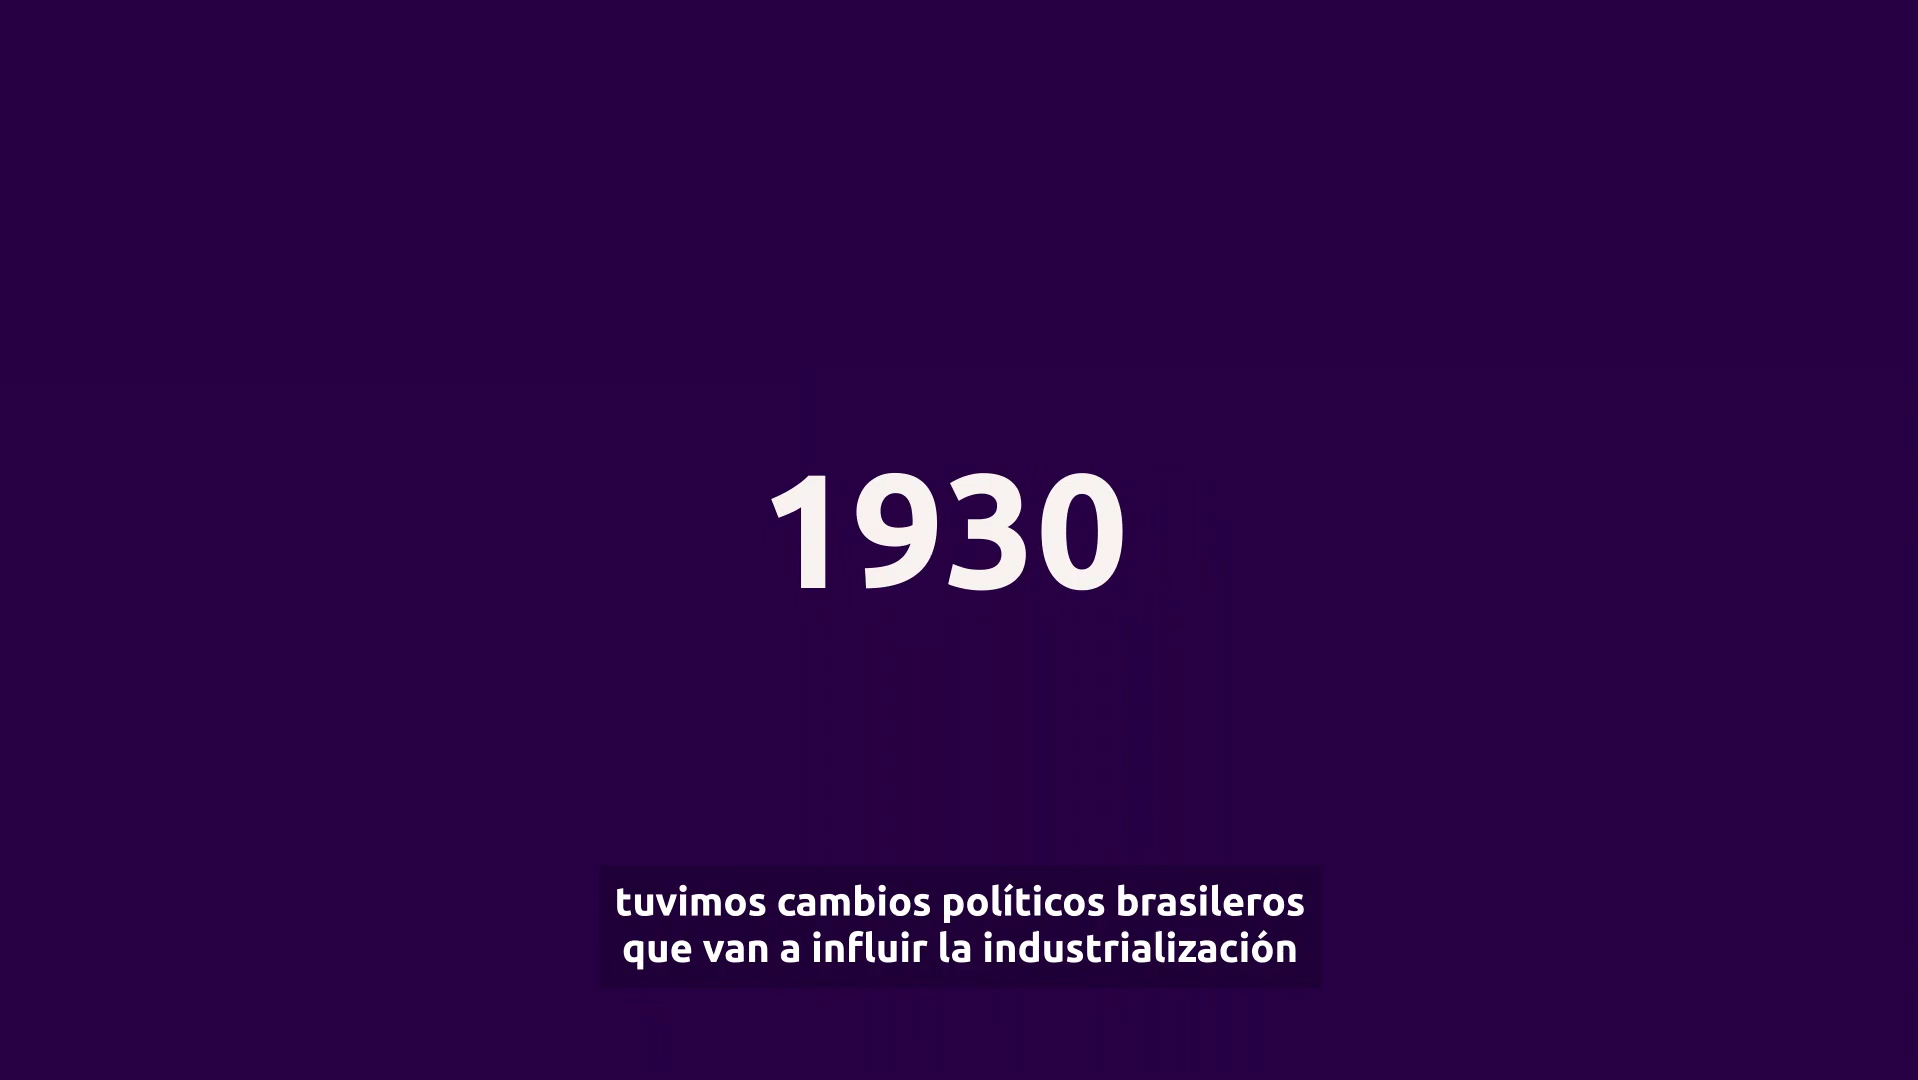 1930
tuvimos cambios políticos brasileros
que van a influir la industrialización